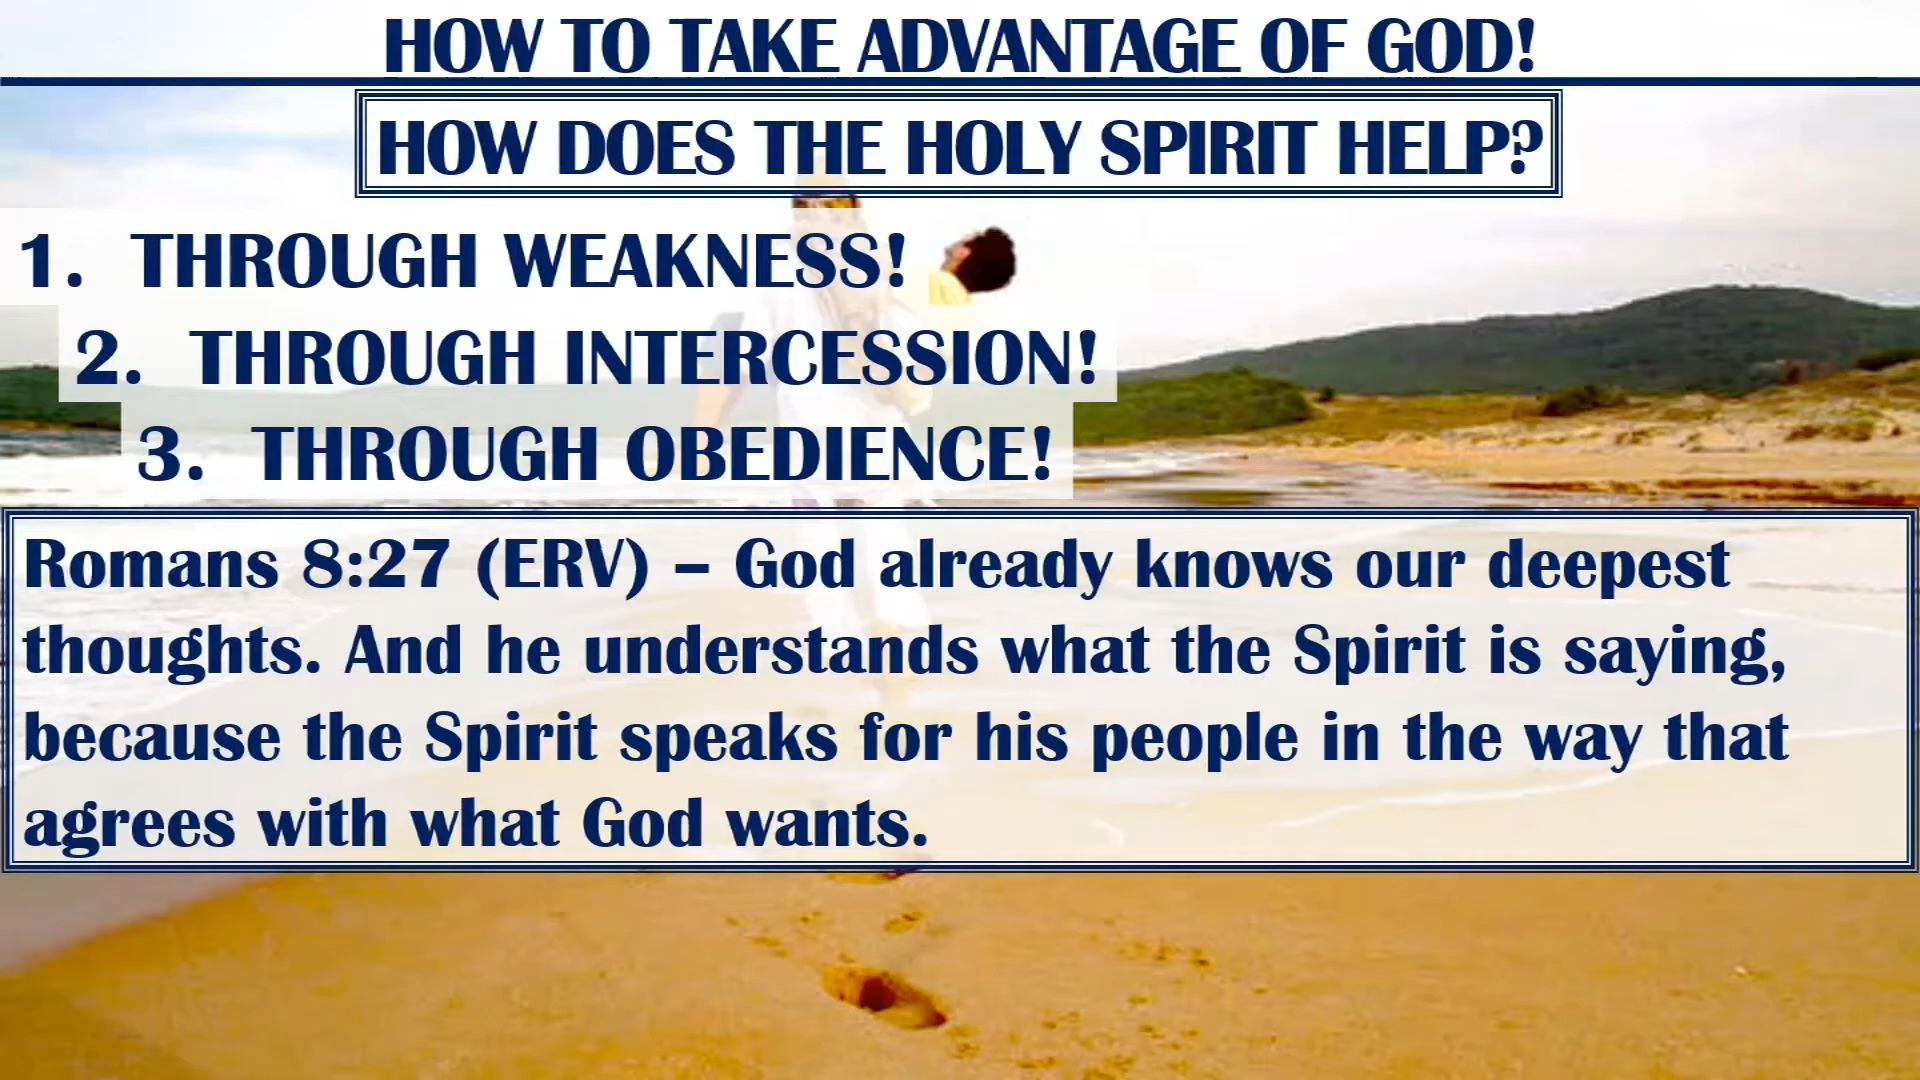 HOW TO TAKE ADVANTAGE OF GOD!
HOW DOES THE HOLY SPIRIT HELP?
1. THROUGH WEAKNESS!
2. THROUGH INTERCESSION!
3. THROUGH OBEDIENCE!
Romans 8:27 (ERV) – God already knows our deepest
thoughts. And he understands what the Spirit is saying,
because the Spirit speaks for his people in the way that
agrees with what God wants.